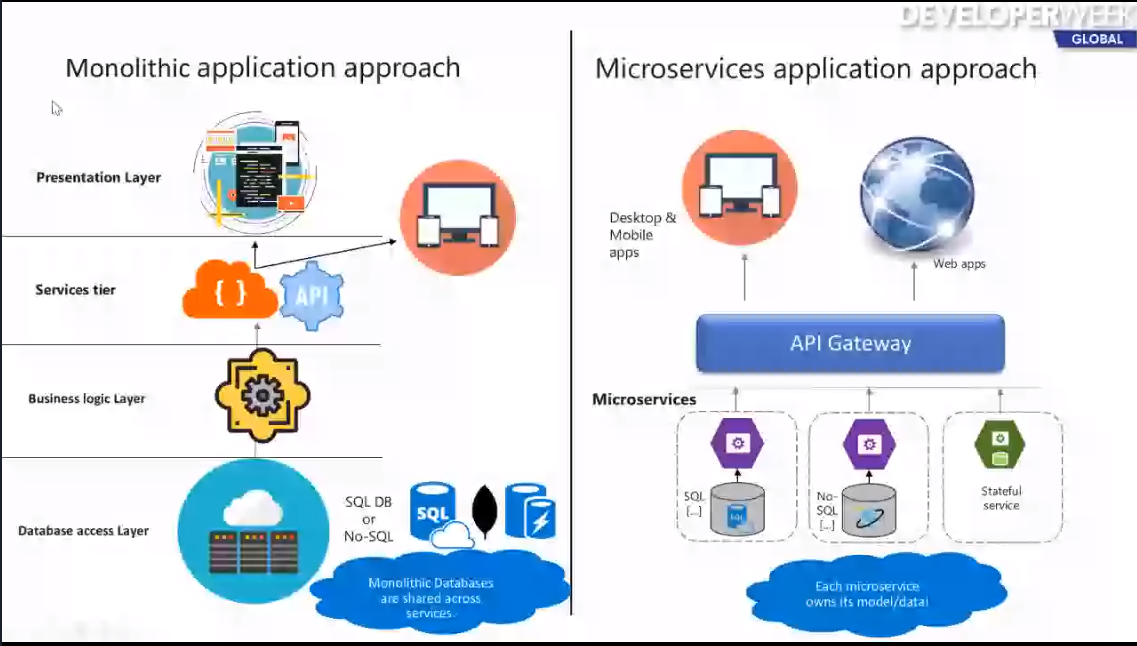 DEVELOPERWEEK
GLOBAL
Monolithic application approach
Presentation Layer
Services tier
{ }
API
Business logic Layer
Database access Layer
SQL DB
or
No-SQL
SQL
Monolithic Databases
are shared across
services.
Microservices application approach
Desktop &
Mobile
apps
Web apps
API Gateway
Microservices
SQL
[...]
SQL
No-
SQL
[...]
Stateful
service
Each microservice
owns its model/data!